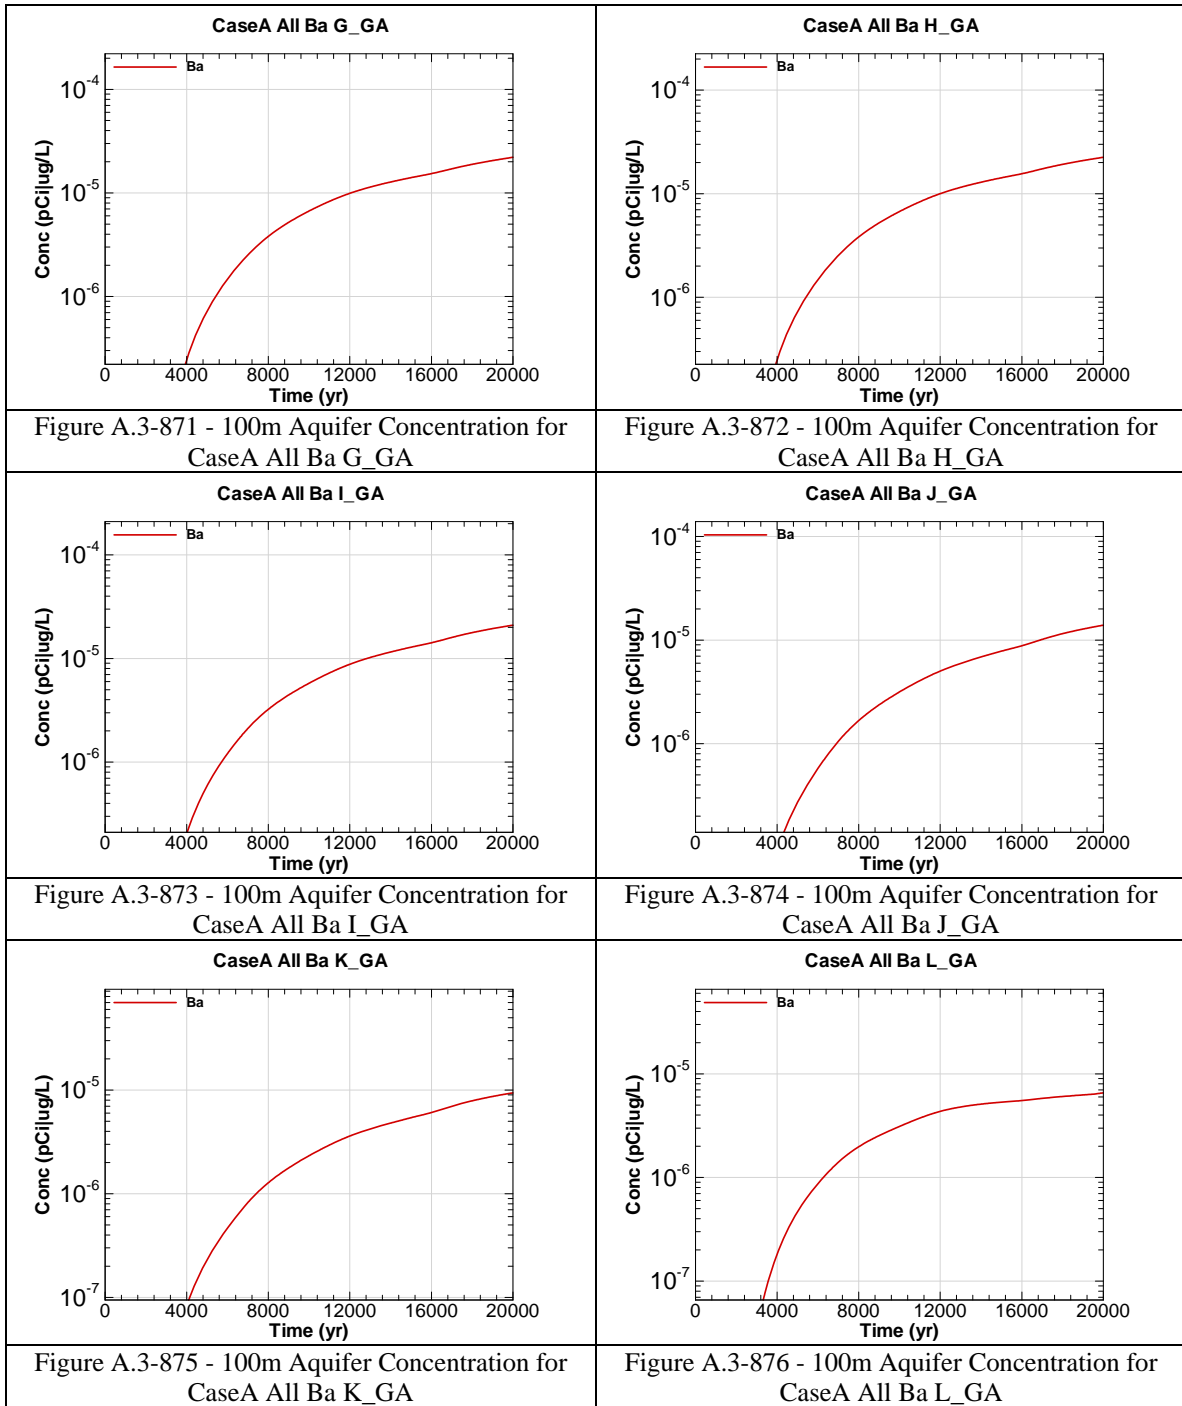 CaseA All Ba G_GA
Ba
10-4
10-5
10-6
Conc (pCi|ug/L)
0 4000 8000 12000 16000 20000
Time (yr)
Figure A.3-871 - 100m Aquifer Concentration for
CaseA All Ba G_GA
CaseA All Ba H_GA
Ba
10-4
10-5
10-6
Conc (pCi|ug/L)
0 4000 8000 12000 16000 20000
Time (yr)
Figure A.3-872 - 100m Aquifer Concentration for
CaseA All Ba H_GA
CaseA All Ba I_GA
Ba
10-4
10-5
10-6
Conc (pCi|ug/L)
0 4000 8000 12000 16000 20000
Time (yr)
Figure A.3-873 - 100m Aquifer Concentration for
CaseA All Ba I_GA
CaseA All Ba J_GA
Ba
10-4
10-5
10-6
Conc (pCi|ug/L)
0 4000 8000 12000 16000 20000
Time (yr)
Figure A.3-874 - 100m Aquifer Concentration for
CaseA All Ba J_GA
CaseA All Ba K_GA
Ba
10-5
10-6
10-7
Conc (pCi|ug/L)
0 4000 8000 12000 16000 20000
Time (yr)
Figure A.3-875 - 100m Aquifer Concentration for
CaseA All Ba K_GA
CaseA All Ba L_GA
Ba
10-5
10-6
10-7
Conc (pCi|ug/L)
0 4000 8000 12000 16000 20000
Time (yr)
Figure A.3-876 - 100m Aquifer Concentration for
CaseA All Ba L_GA